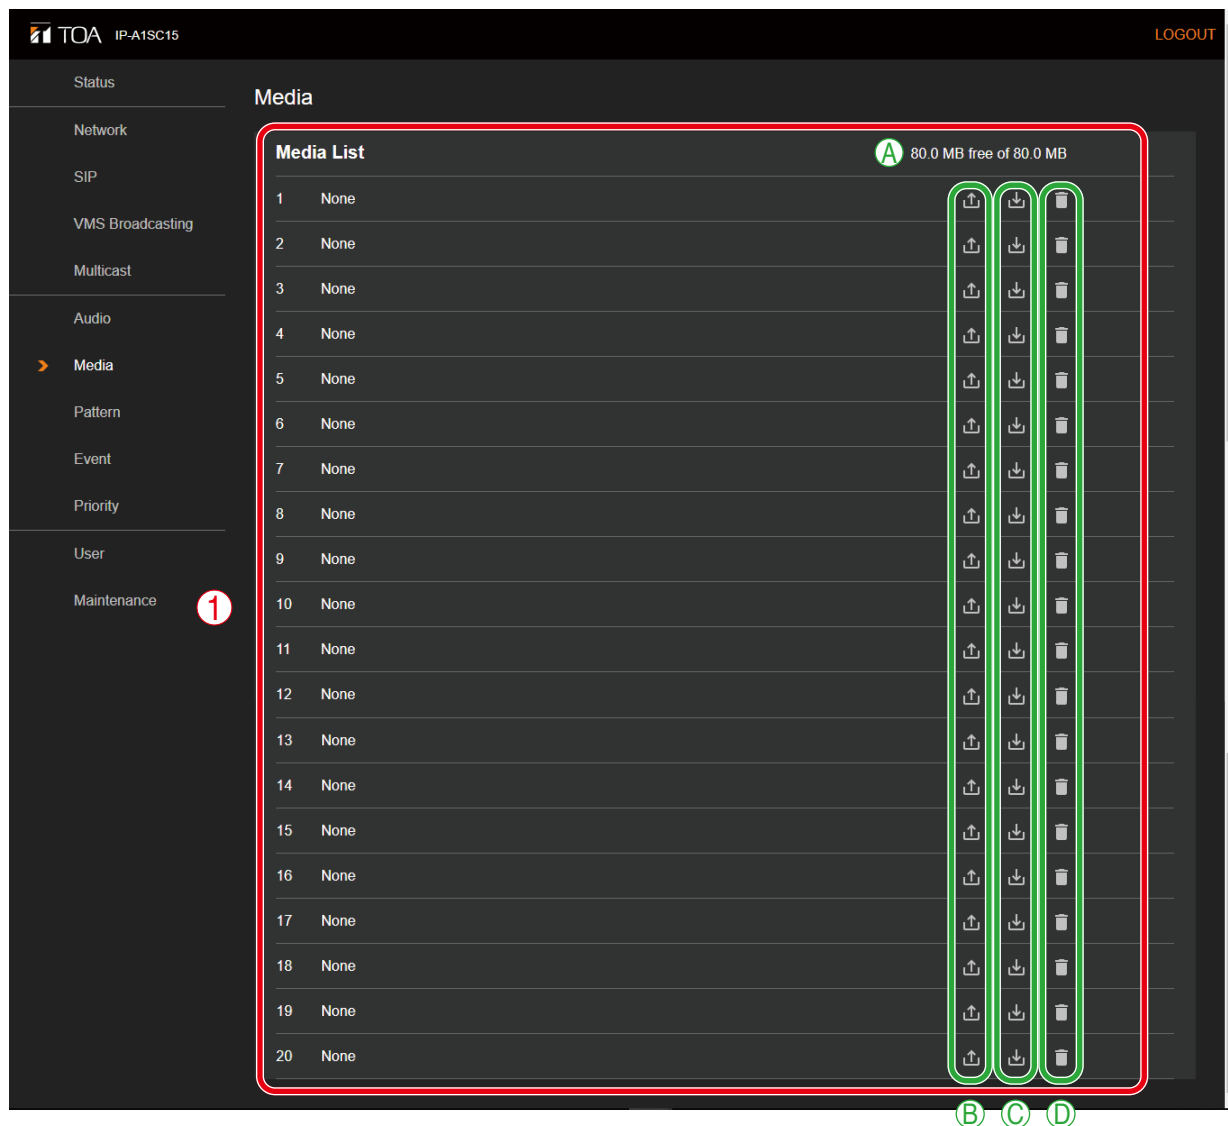 TOA IP-A1SC15 LOGOUT
Status
Network
SIP
VMS Broadcasting
Multicast
Audio
Media
Pattern
Event
Priority
User
Maintenance
1
Media
Media List A 80.0 MB free of 80.0 MB
1 None
2 None
3 None
4 None
5 None
6 None
7 None
8 None
9 None
10 None
11 None
12 None
13 None
14 None
15 None
16 None
17 None
18 None
19 None
20 None
B C D